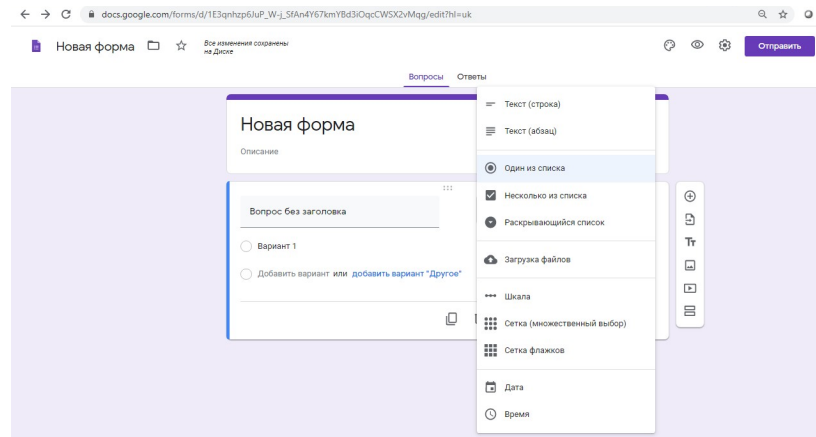 docs.google.com/forms/d/1E3qnhzp6JuP_W-j_SfAn4Y67kmYBd3iOqcCWSX2vMqg/edit?hl=uk
Новая форма
Все изменения сохранены
на Диске
Отправить
Вопросы Ответы
Новая форма
Описание
Вопрос без заголовка
Вариант 1
Добавить вариант или добавить вариант "Другое"
Текст (строка)
Текст (абзац)
Один из списка
Несколько из списка
Раскрывающийся список
Загрузка файлов
Шкала
Сетка (множественный выбор)
Сетка флажков
Дата
Время
Тт